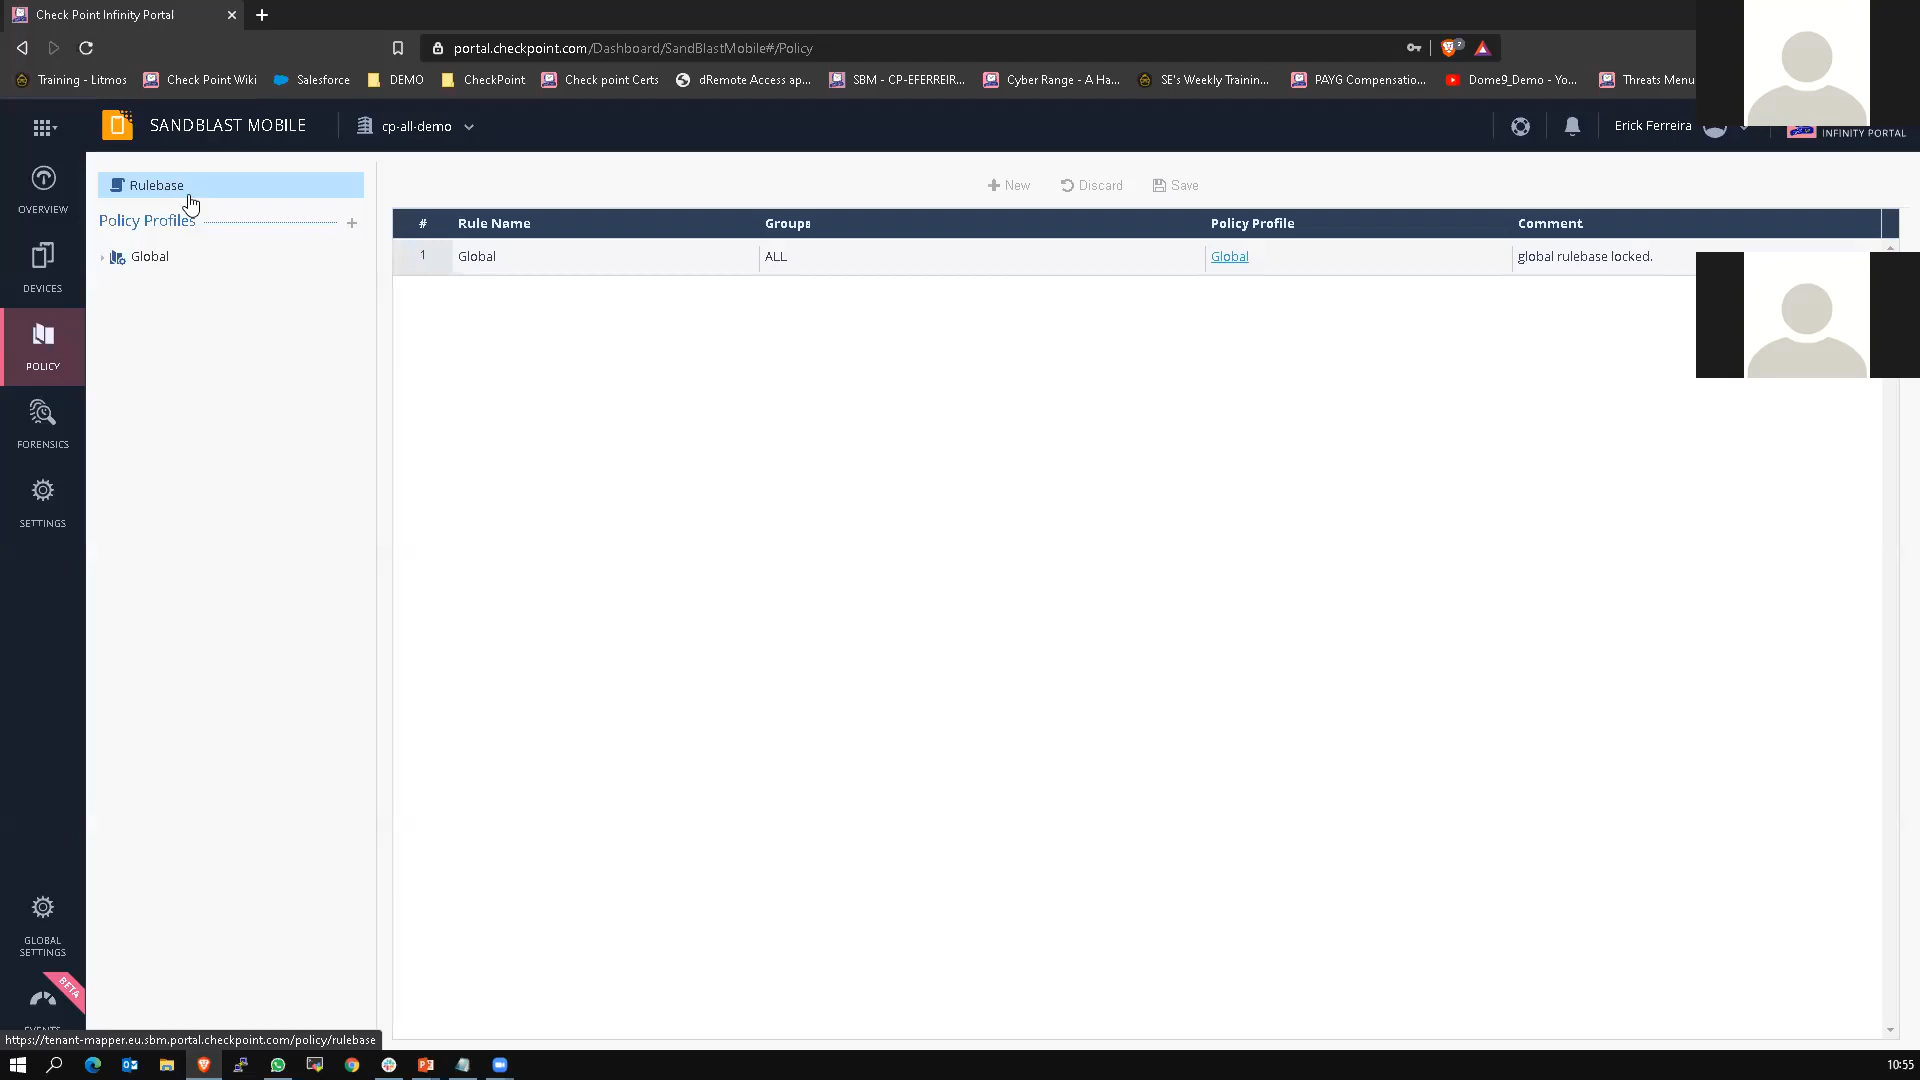 Check Point Infinity Portal
portal.checkpoint.com/Dashboard/SandBlastMobile#/Policy
2
Training - Litmos
Check Point Wiki
Salesforce
DEMO
CheckPoint
Check point Certs
dRemote Access ap...
SBM - CP-EFERREIR...
Cyber Range - A Ha...
SE's Weekly Trainin...
PAYG Compensatio...
Dome9_Demo - Yo...
Threats Menu
SANDBLAST MOBILE
cp-all-demo
Erick Ferreira
INFINITY PORTAL
OVERVIEW
DEVICES
POLICY
FORENSICS
SETTINGS
GLOBAL
SETTINGS
BETA
EVENTS
Rulebase
Policy Profiles
Global
New
Discard
Save
# Rule Name Groups Policy Profile Comment
1 Global ALL Global global rulebase locked.
https://tenant-mapper.eu.sbm.portal.checkpoint.com/policy/rulebase
10:55